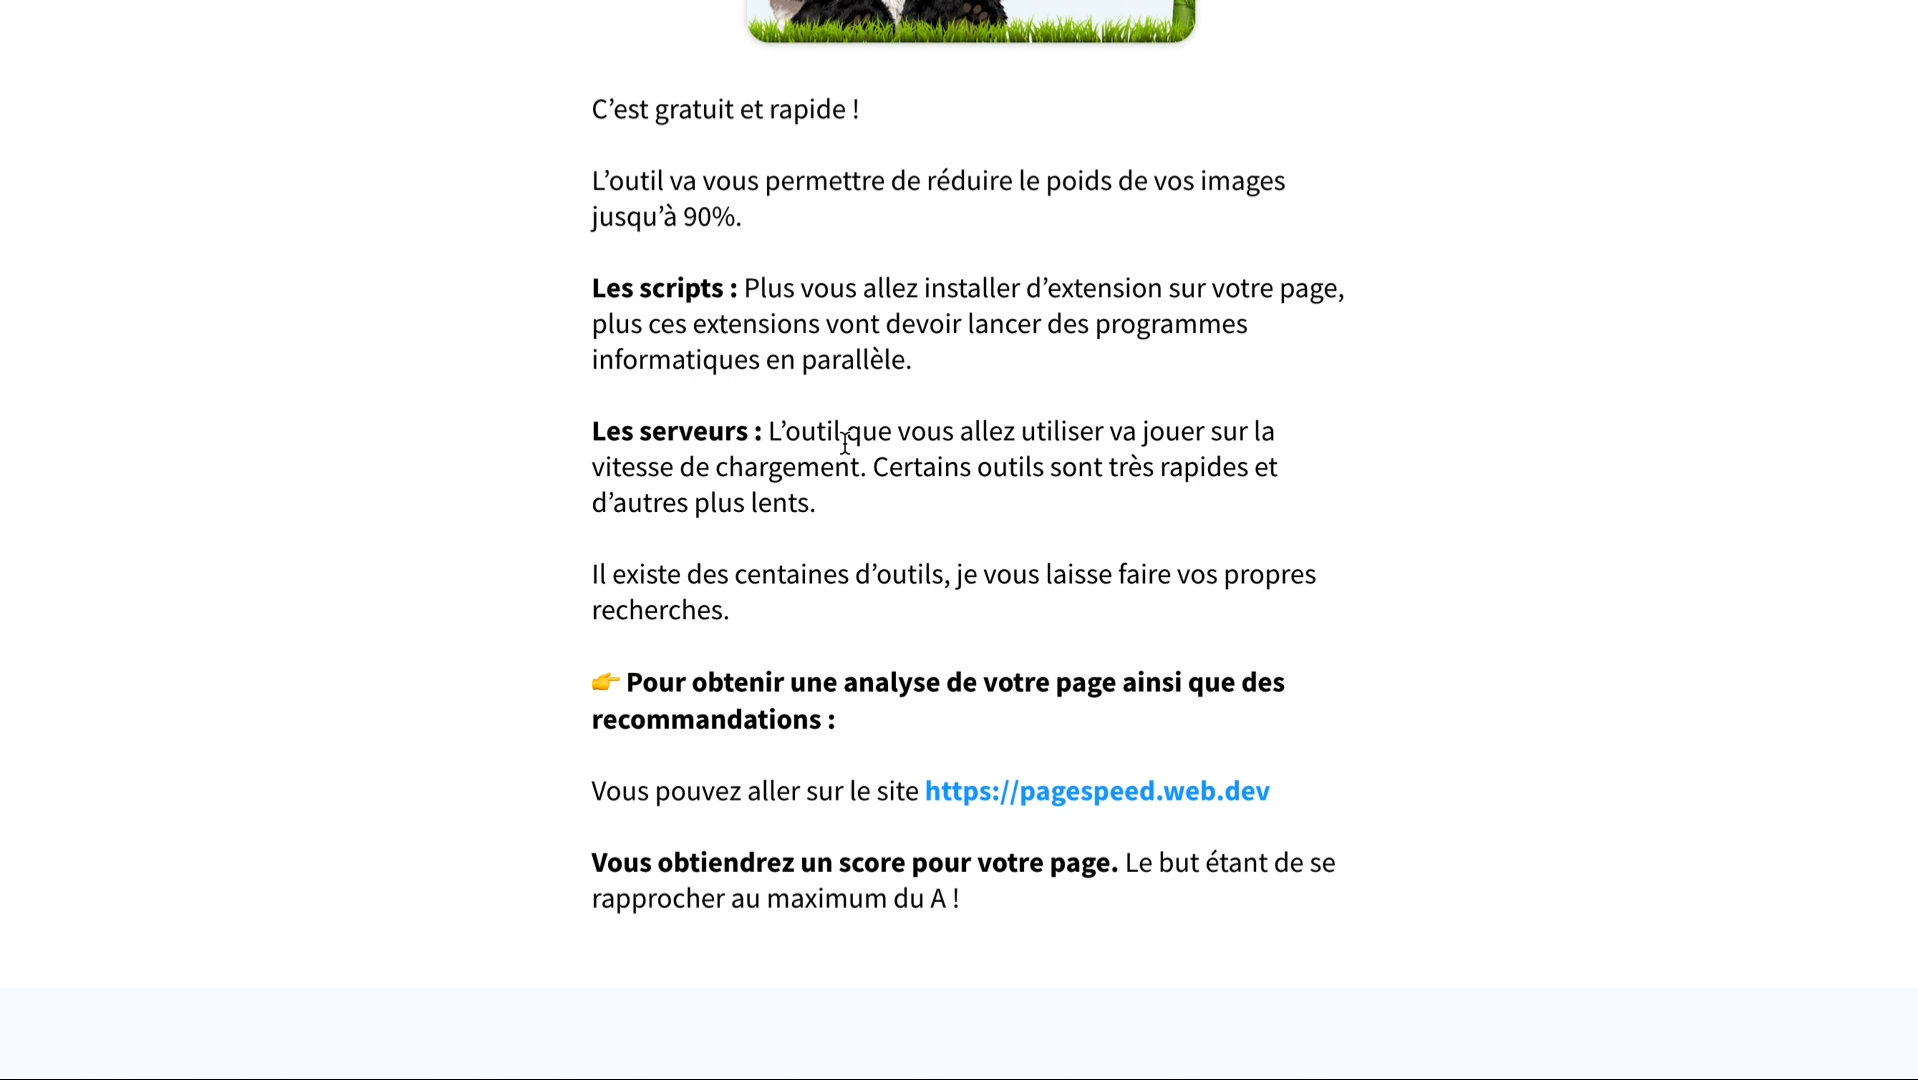 C’est gratuit et rapide !
L’outil va vous permettre de réduire le poids de vos images
jusqu’à 90%.
Les scripts : Plus vous allez installer d’extension sur votre page,
plus ces extensions vont devoir lancer des programmes
informatiques en parallèle.
Les serveurs : L’outil que vous allez utiliser va jouer sur la
vitesse de chargement. Certains outils sont très rapides et
d’autres plus lents.
Il existe des centaines d’outils, je vous laisse faire vos propres
recherches.
👉 Pour obtenir une analyse de votre page ainsi que des
recommandations :
Vous pouvez aller sur le site https://pagespeed.web.dev
Vous obtiendrez un score pour votre page. Le but étant de se
rapprocher au maximum du A !